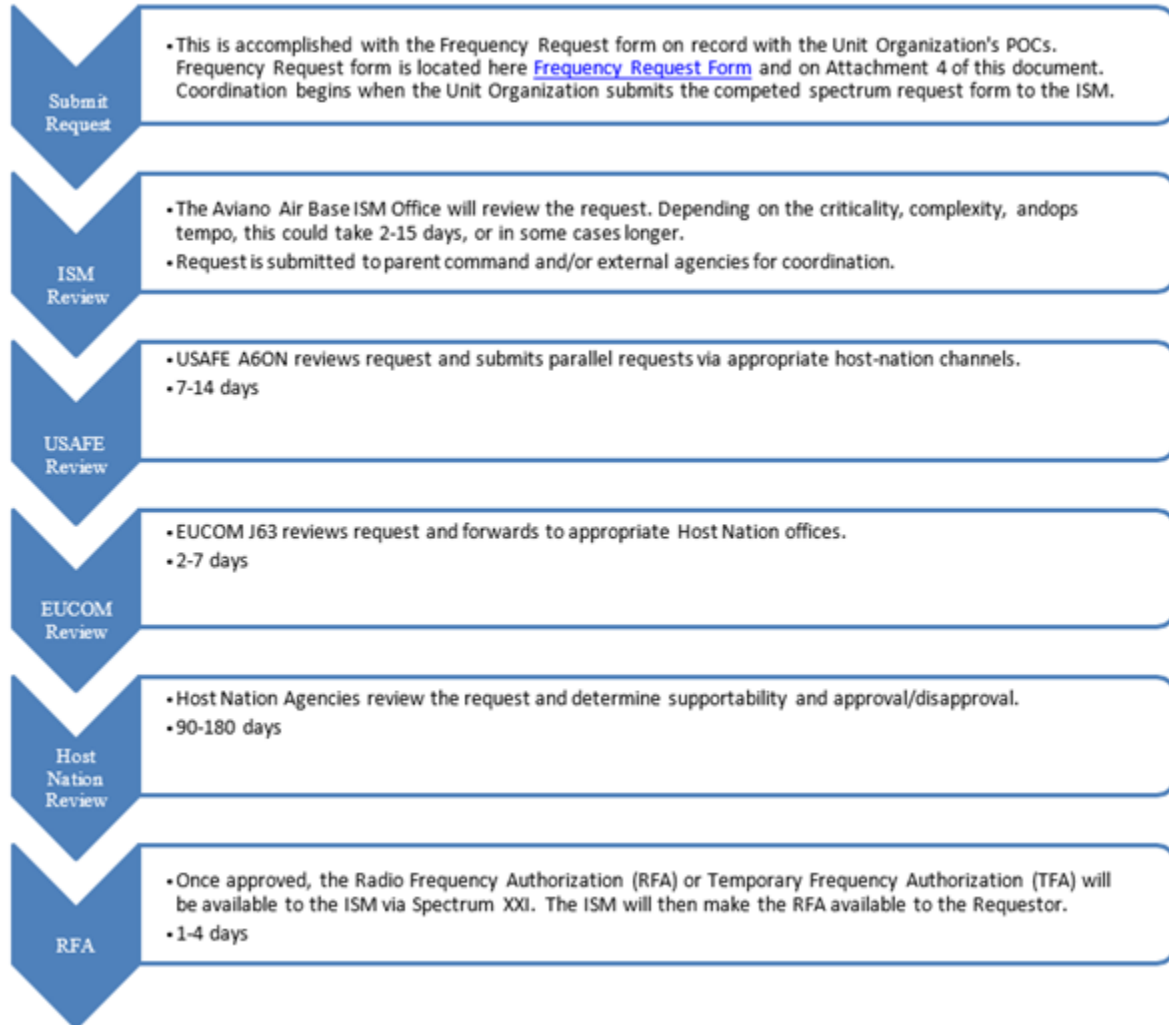 Submit
Request
•This is accomplished with the Frequency Request form on record with the Unit Organization's POCs.
Frequency Request form is located here Frequency Request Form and on Attachment 4 of this document.
Coordination begins when the Unit Organization submits the competed spectrum request form to the ISM.
ISM
Review
•The Aviano Air Base ISM Office will review the request. Depending on the criticality, complexity, andops
tempo, this could take 2-15 days, or in some cases longer.
•Request is submitted to parent command and/or external agencies for coordination.
USAFE
Review
•USAFE A6ON reviews request and submits parallel requests via appropriate host-nation channels.
•7-14 days
EUCOM
Review
•EUCOM J63 reviews request and forwards to appropriate Host Nation offices.
•2-7 days
Host
Nation
Review
•Host Nation Agencies review the request and determine supportability and approval/disapproval.
•90-180 days
RFA
•Once approved, the Radio Frequency Authorization (RFA) or Temporary Frequency Authorization (TFA) will
be available to the ISM via Spectrum XXI. The ISM will then make the RFA available to the Requestor.
•1-4 days